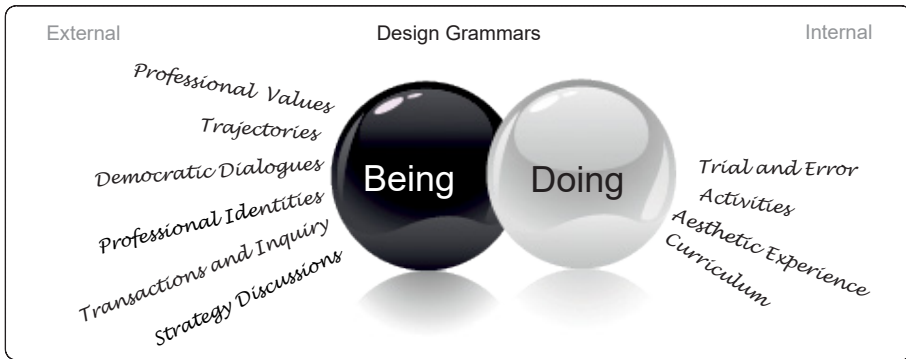 External
Design Grammars
Internal
Professional Values
Trajectories
Democratic Dialogues
Professional Identities
Transactions and Inquiry
Strategy Discussions
Being
Doing
Trial and Error
Activities
Aesthetic Experience
Curriculum